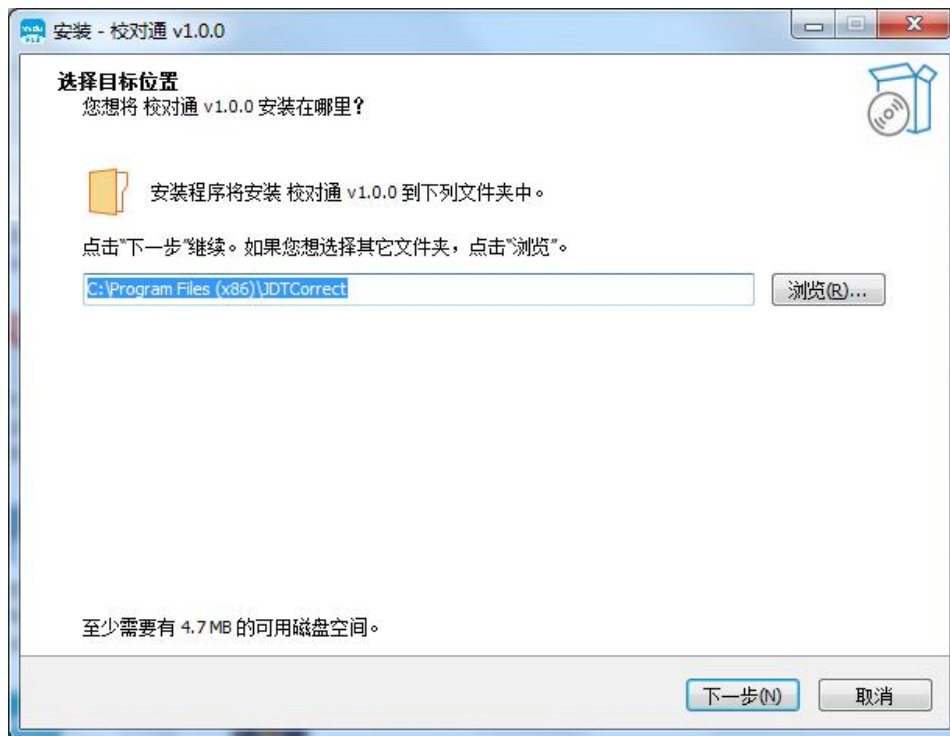 安装 - 校对通 v1.0.0
选择目标位置
您想将 校对通 v1.0.0 安装在哪里？
安装程序将安装 校对通 v1.0.0 到下列文件夹中。
点击“下一步”继续。如果您想选择其它文件夹，点击“浏览”。
C:\Program Files (x86)\JDTCorrect
浏览(R)...
至少需要有 4.7 MB 的可用磁盘空间。
下一步(N)
取消